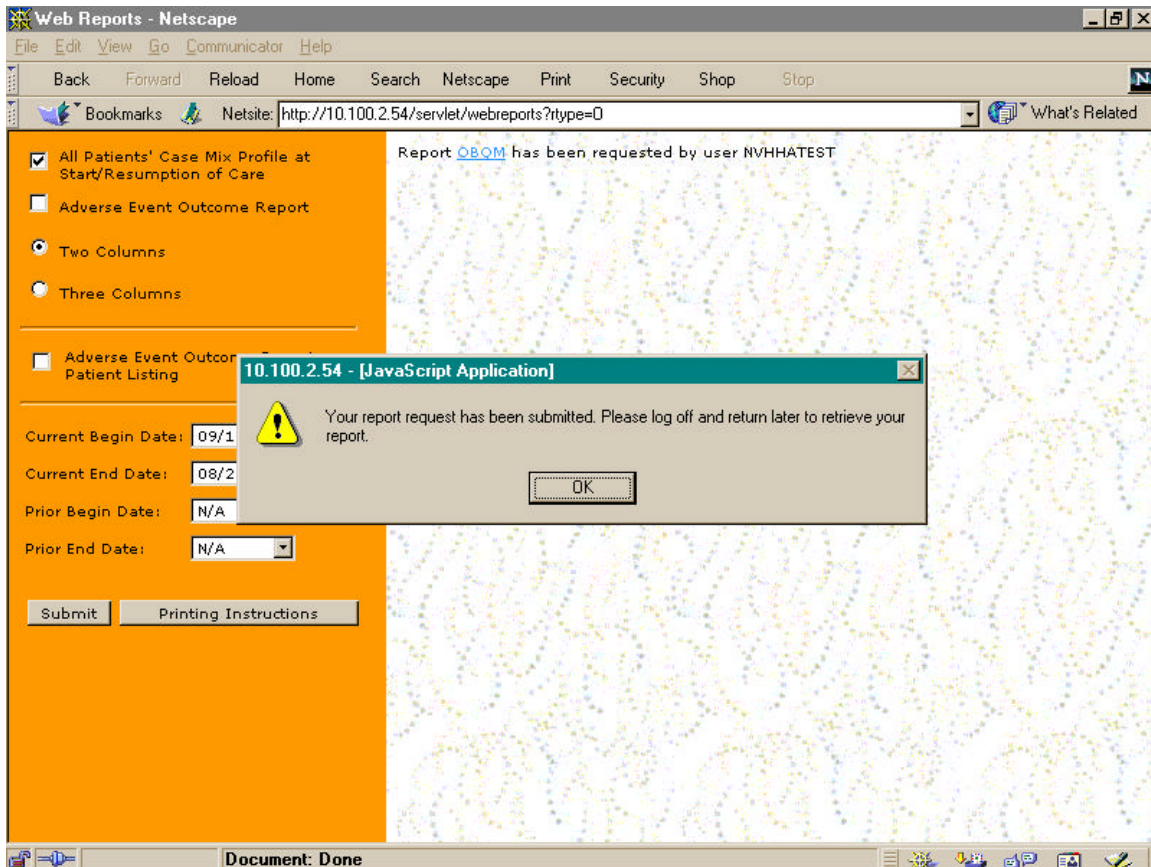 Web Reports - Netscape
File Edit View Go Communicator Help
Back Forward Reload Home Search Netscape Print Security Shop Stop
N
Bookmarks Netsite: http://10.100.2.54/servlet/webreports?rtype=O What's Related
All Patients' Case Mix Profile at
Start/Resumption of Care
Adverse Event Outcome Report
Two Columns
Three Columns
Adverse Event
Patient Listing
Current Begin Date: 09/1
Current End Date: 08/2
Prior Begin Date: N/A
Prior End Date: N/A
Submit Printing Instructions
Report OBQM has been requested by user NVHHATEST
10.100.2.54 - [JavaScript Application]
Your report request has been submitted. Please log off and return later to retrieve your
report.
OK
Document: Done